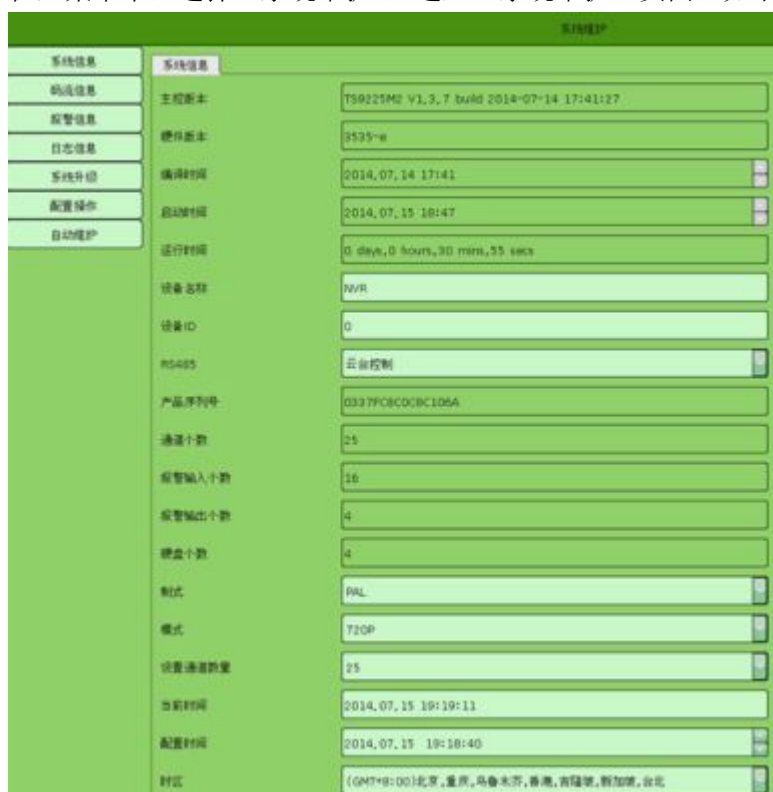 系统维护
系统信息
码流信息
报警信息
日志信息
系统升级
配置操作
自动维护
系统信息
主控版本 TS9225M2 V1.3.7 build 2014-07-14 17:41:27
硬件版本 3535-e
编译时间 2014.07.14 17:41
启动时间 2014.07.15 18:47
运行时间 0 days,0 hours,30 mins,55 secs
设备名称 NVR
设备ID 0
RS485 云台控制
产品序列号 0337FC8C0C8C106A
通道个数 25
报警输入个数 16
报警输出个数 4
硬盘个数 4
制式 PAL
模式 720P
设置通道数量 25
当前时间 2014.07.15 19:19:11
配置时间 2014.07.15 19:18:40
时区 (GMT+8:00)北京,重庆,乌鲁木齐,香港,吉隆坡,新加坡,台北